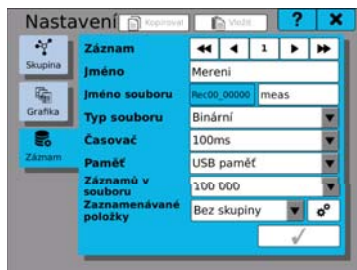 Nastavení Kopírovat Vložit ? ×
Skupina
Grafika
Záznam
Záznam 1
Jméno Mereni
Jméno souboru Rec00_00000 meas
Typ souboru Binární
Časovač 100ms
Paměť USB paměť
Záznamů v souboru 100 000
Zaznamenávané položky Bez skupiny